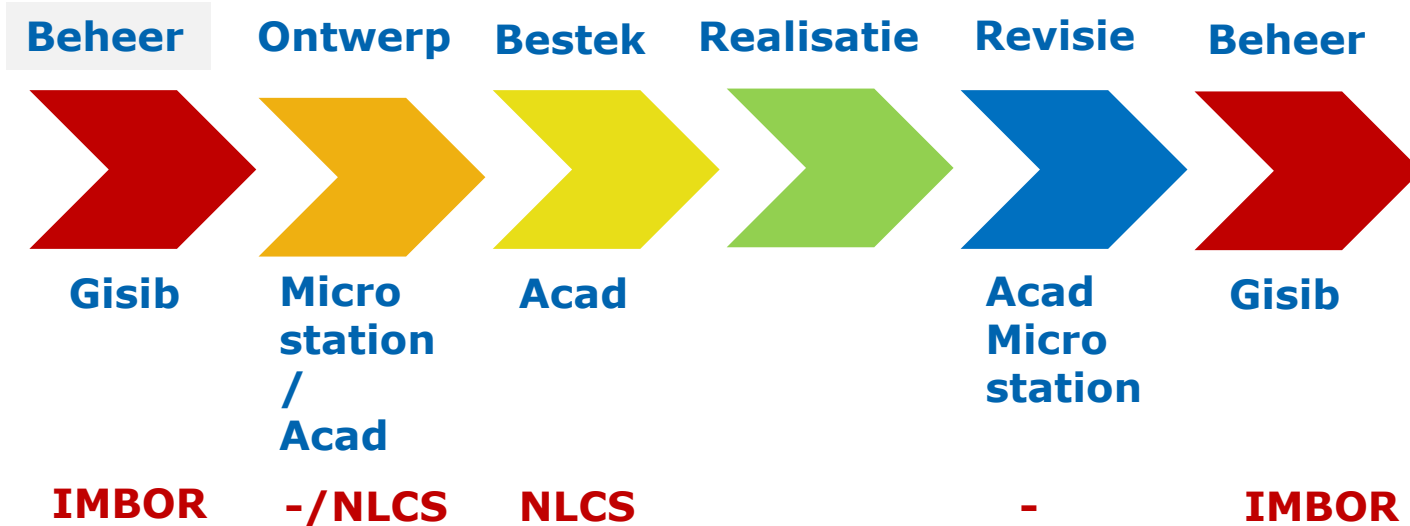 Beheer Ontwerp Bestek Realisatie Revisie Beheer
Gisib
Micro
station
/
Acad
Acad
Acad
Micro
station
Gisib
IMBOR -/NLCS NLCS - IMBOR